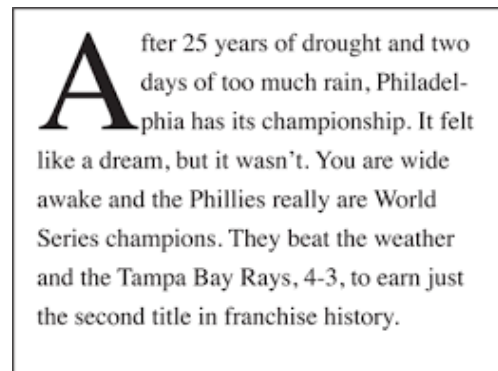 After 25 years of drought and two
days of too much rain, Philadel-
phia has its championship. It felt
like a dream, but it wasn’t. You are wide
awake and the Phillies really are World
Series champions. They beat the weather
and the Tampa Bay Rays, 4-3, to earn just
the second title in franchise history.